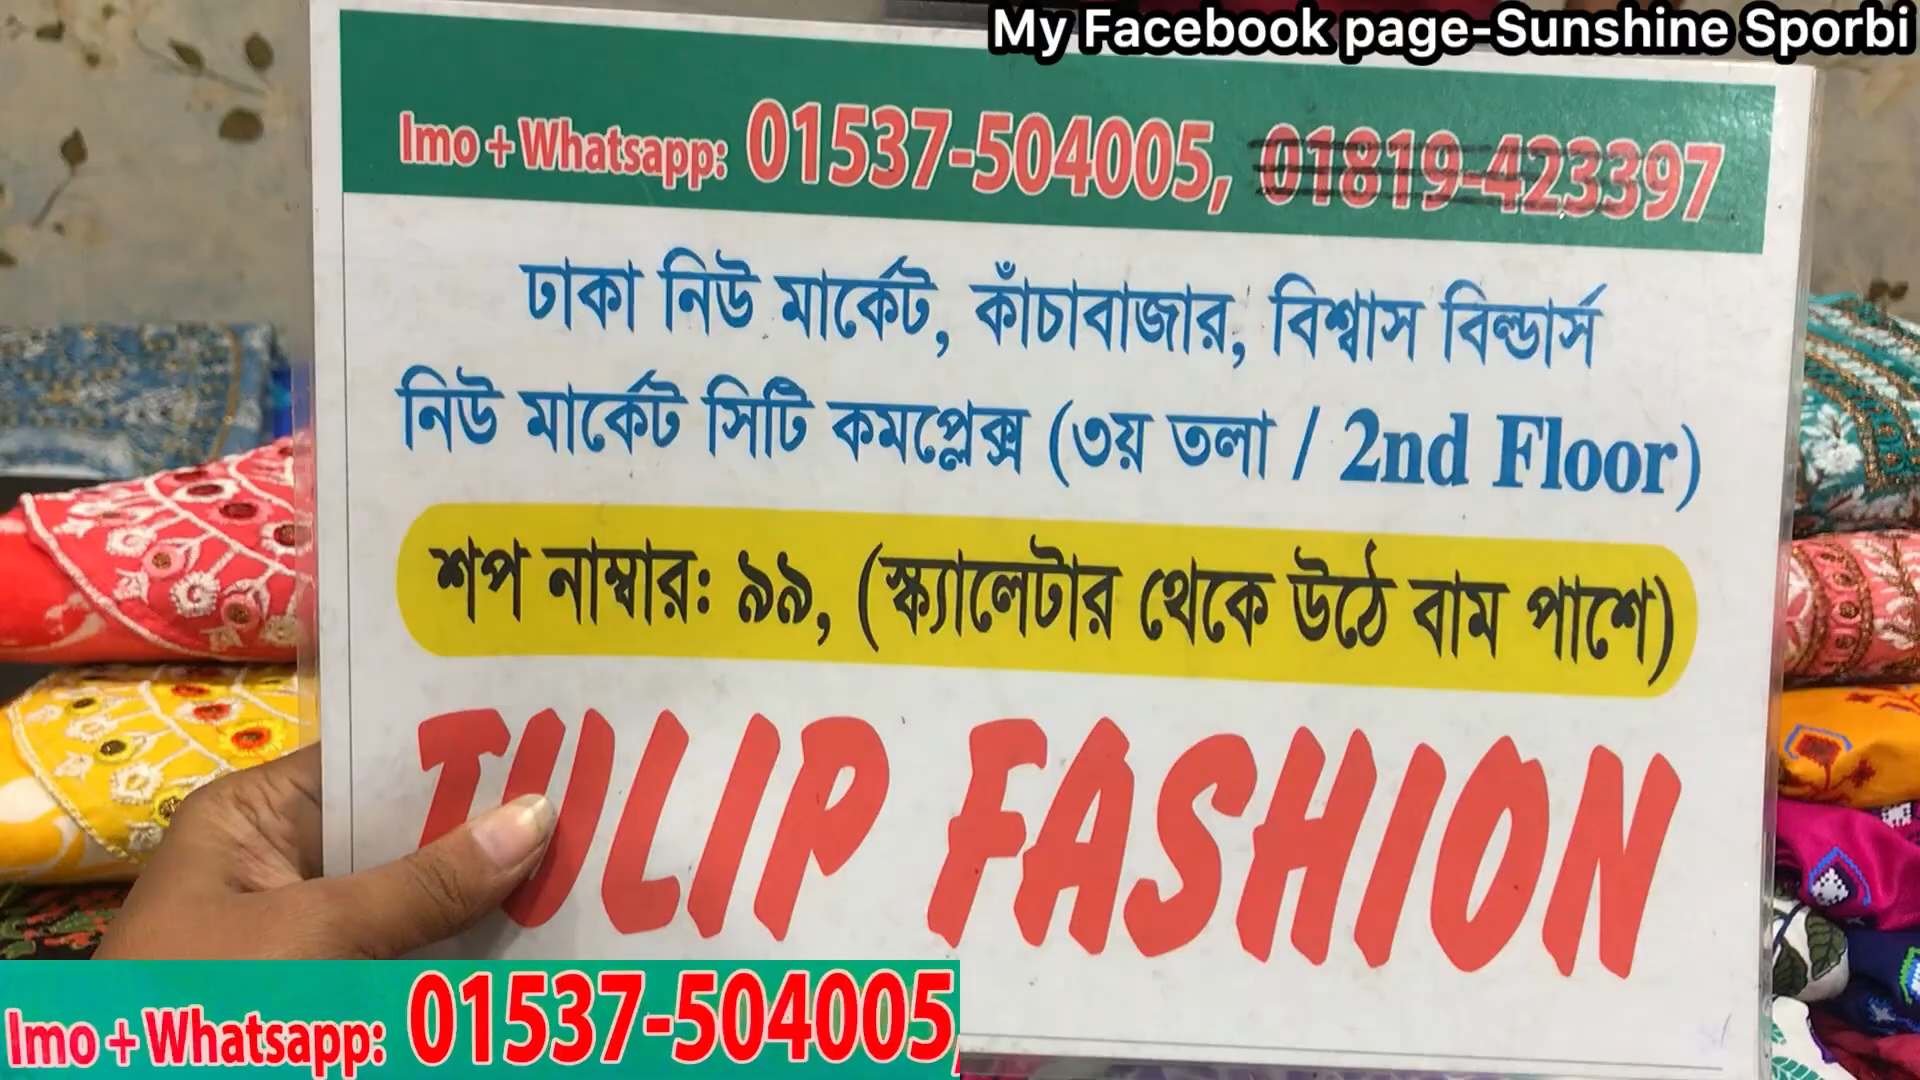 My Facebook page-Sunshine Sporbi
Imo + Whatsapp: 01537-504005, 01819-423397
ঢাকা নিউ মার্কেট, কাঁচাবাজার, বিশ্বাস বিল্ডার্স
নিউ মার্কেট সিটি কমপ্লেক্স (৩য় তলা / 2nd Floor)
শপ নাম্বার: ৯৯, (স্ক্যালেটার থেকে উঠে বাম পাশে)
TULIP FASHION
Imo + Whatsapp: 01537-504005,